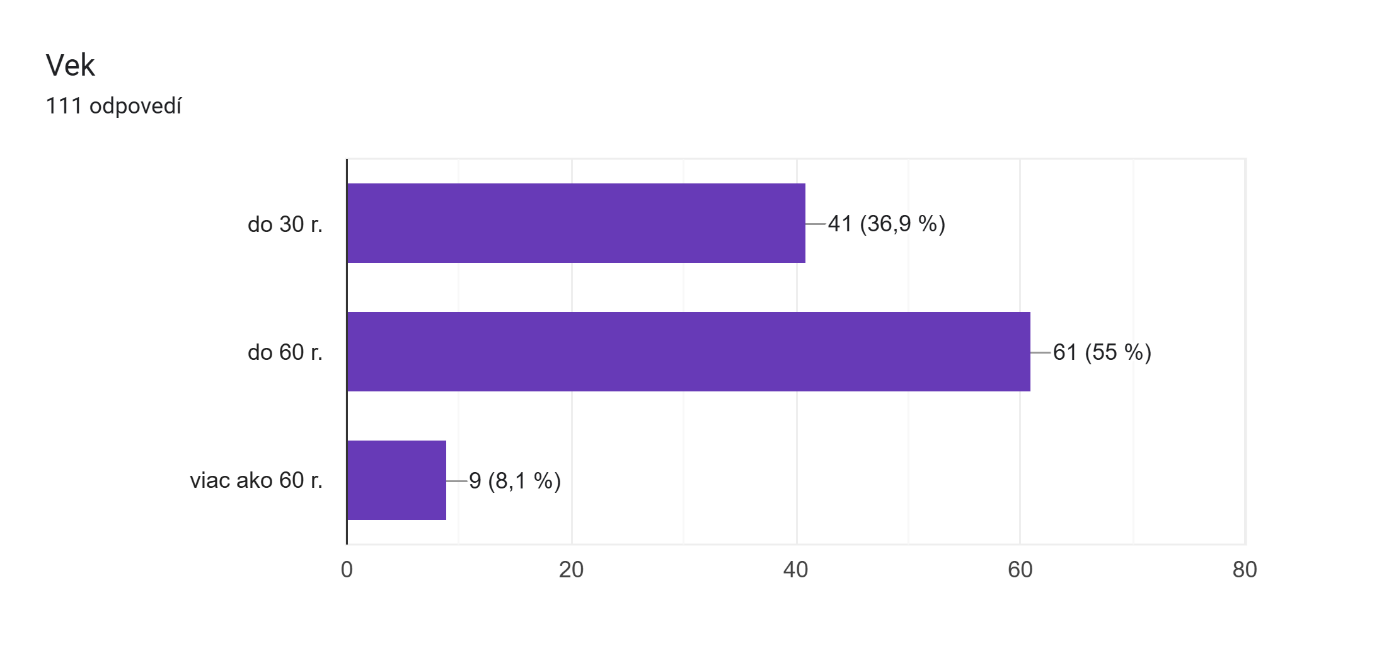 Vek
111 odpovedí
do 30 r.
41 (36,9 %)
do 60 r.
61 (55 %)
viac ako 60 r.
9 (8,1 %)
0 20 40 60 80